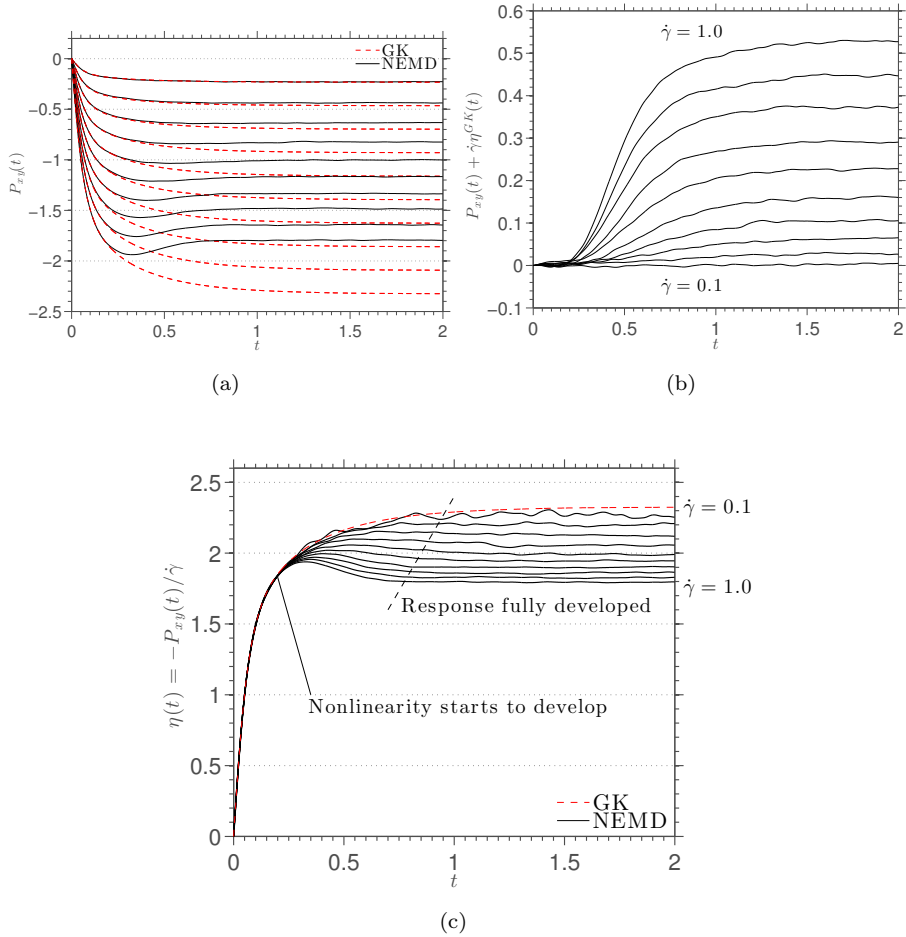 GK
NEMD
0
−0.5
−1
−1.5
−2
−2.5
P_{xy}(t)
0 0.5 1 1.5 2
t
(a)
0.6
0.5
0.4
0.3
0.2
0.1
0
−0.1
P_{xy}(t) + γ̇η^{GK}(t)
γ̇ = 1.0
γ̇ = 0.1
0 0.5 1 1.5 2
t
(b)
2.5
2
1.5
1
0.5
0
η(t) = −P_{xy}(t)/γ̇
γ̇ = 0.1
γ̇ = 1.0
Response fully developed
Nonlinearity starts to develop
GK
NEMD
0 0.5 1 1.5 2
t
(c)